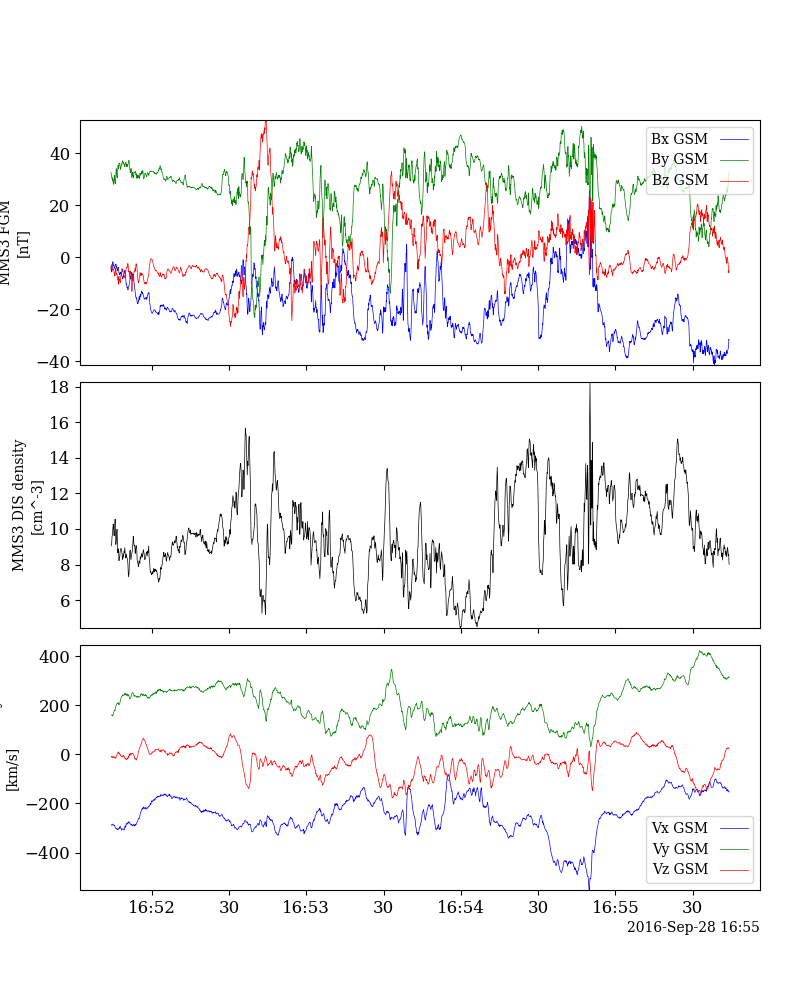 40
20
0
−20
−40
MMS3 FGM
[nT]
Bx GSM
By GSM
Bz GSM
18
16
14
12
10
8
6
MMS3 DIS density
[cm^-3]
400
200
0
−200
−400
[km/s]
Vx GSM
Vy GSM
Vz GSM
16:52 30 16:53 30 16:54 30 16:55 30
2016-Sep-28 16:55